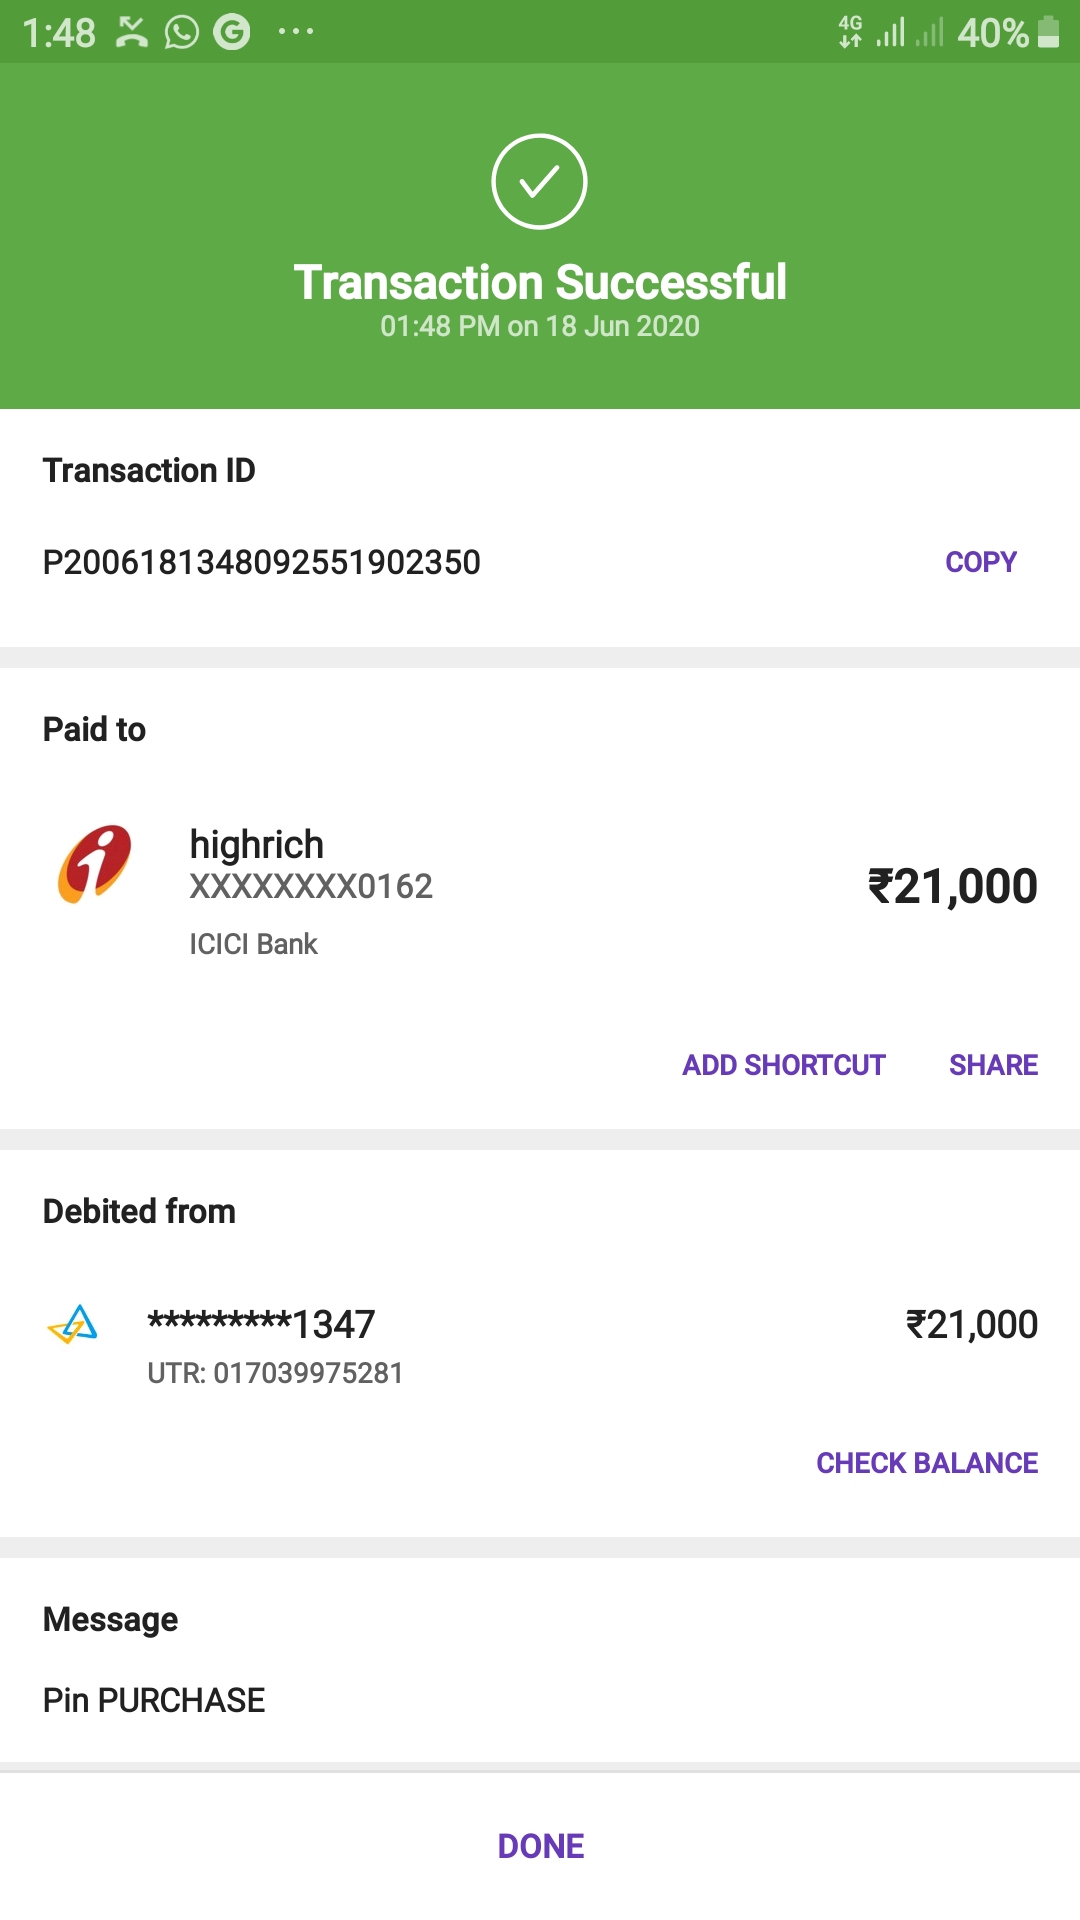 1:48
4G
40%
Transaction Successful
01:48 PM on 18 Jun 2020
Transaction ID
P2006181348092551902350
COPY
Paid to
highrich
XXXXXXXX0162
₹21,000
ICICI Bank
ADD SHORTCUT
SHARE
Debited from
*********1347
₹21,000
UTR: 017039975281
CHECK BALANCE
Message
Pin PURCHASE
DONE